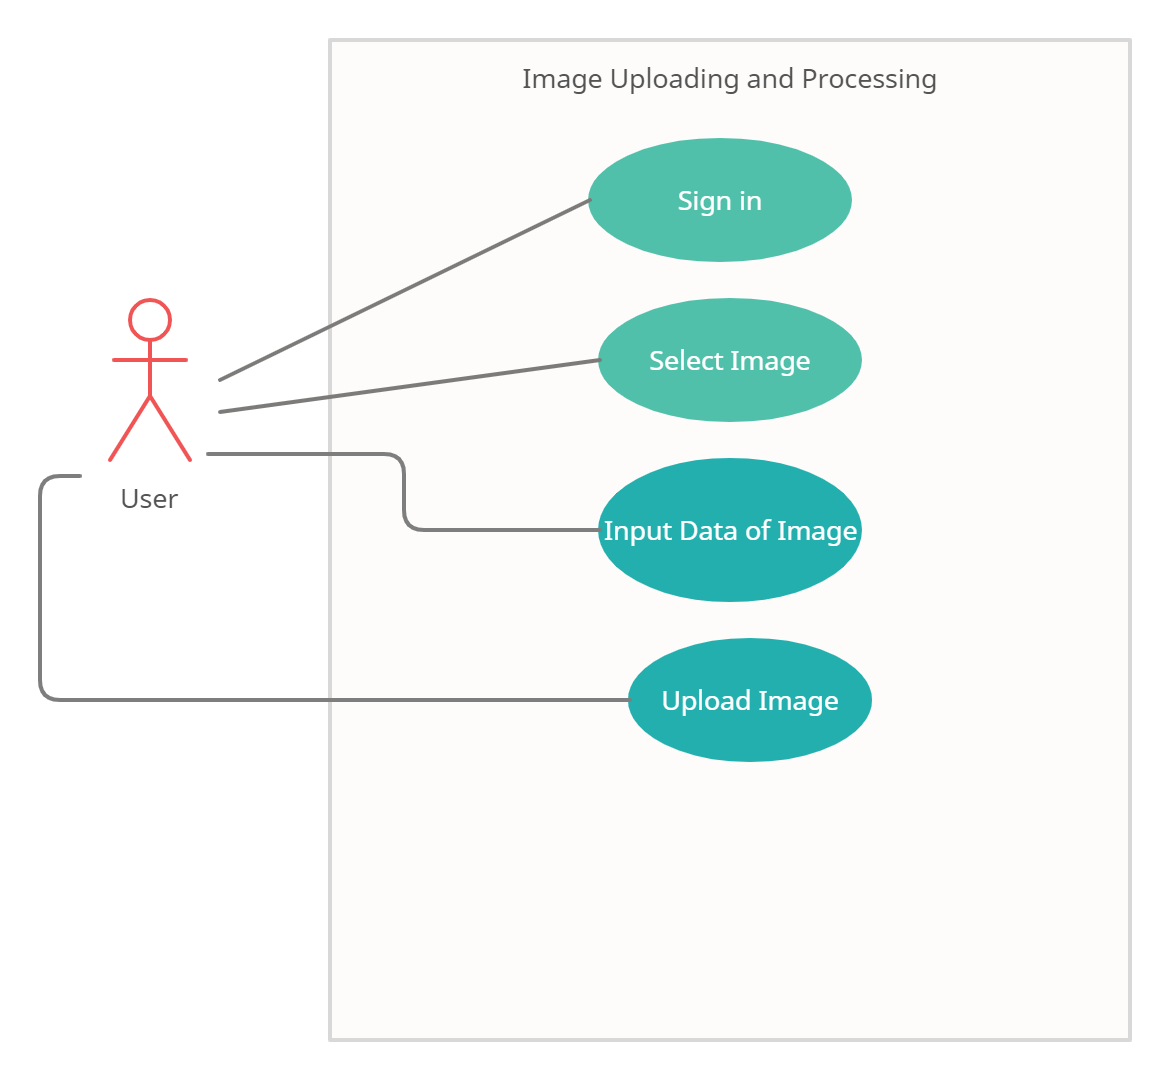 Image Uploading and Processing
Sign in
Select Image
Input Data of Image
User
Upload Image